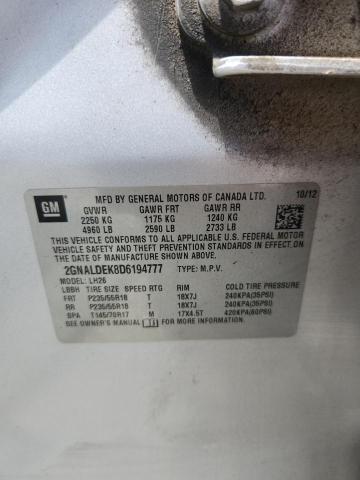 GM
MFD BY GENERAL MOTORS OF CANADA LTD. 10/12
GVWR GAWR FRT GAWR RR
2250 KG 1175 KG 1240 KG
4960 LB 2590 LB 2733 LB
THIS VEHICLE CONFORMS TO ALL APPLICABLE U.S. FEDERAL MOTOR
VEHICLE SAFETY AND THEFT PREVENTION STANDARDS IN EFFECT ON
THE DATE OF MANUFACTURE SHOWN ABOVE.
2GNALDEK8D6194777 TYPE: M.P.V.
MODEL: LH26
LBBH TIRE SIZE SPEED RTG RIM COLD TIRE PRESSURE
FRT P235/55R18 T 18X7J 240KPA(35PSI)
RR P235/55R18 T 18X7J 240KPA(35PSI)
SPA T145/70R17 M 17X4.5T 420KPA(60PSI)
SEE OWNER MANUAL FOR MORE INFORMATION.